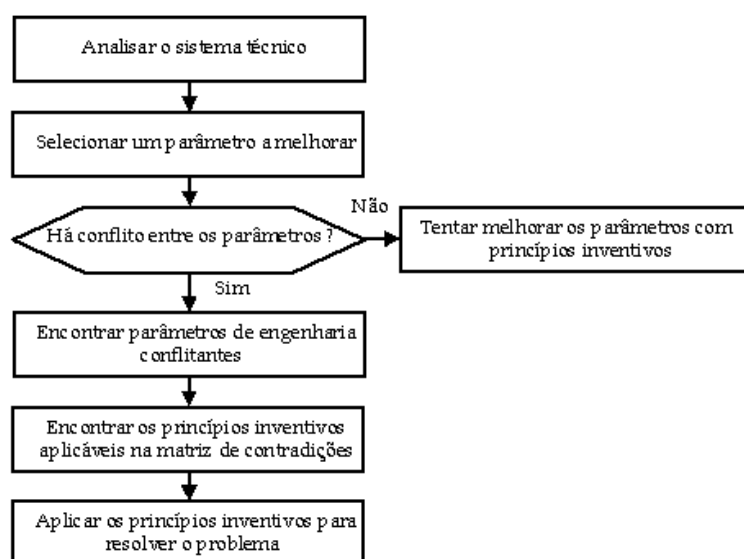 Analisar o sistema técnico
Selecionar um parâmetro a melhorar
Há conflito entre os parâmetros ?
Não
Tentar melhorar os parâmetros com
princípios inventivos
Sim
Encontrar parâmetros de engenharia
conflitantes
Encontrar os princípios inventivos
aplicáveis na matriz de contradições
Aplicar os princípios inventivos para
resolver o problema